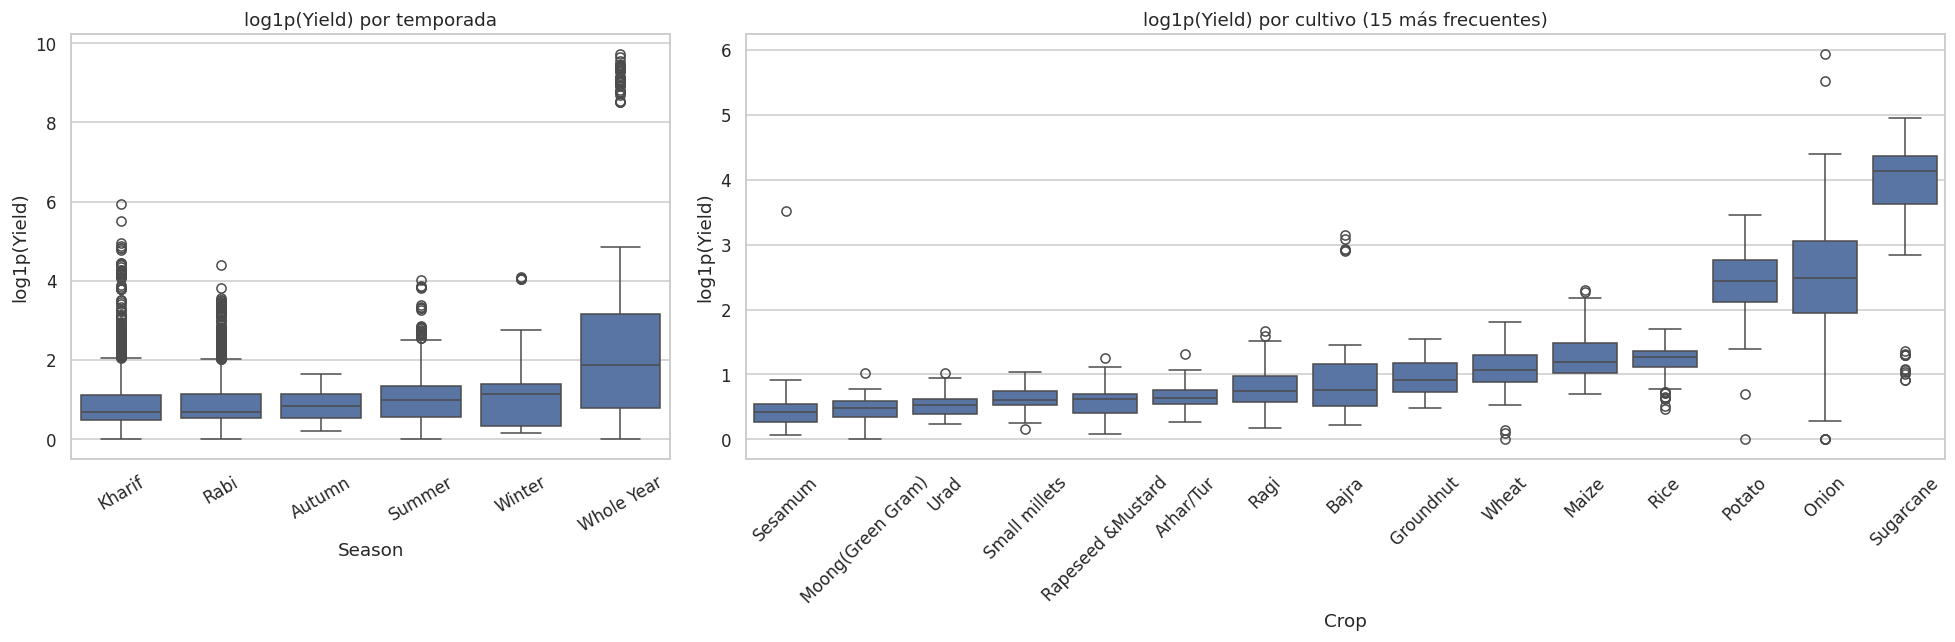 log1p(Yield) por temporada
log1p(Yield)
10
8
6
4
2
0
Kharif
Rabi
Autumn
Summer
Winter
Whole Year
Season
log1p(Yield) por cultivo (15 más frecuentes)
log1p(Yield)
6
5
4
3
2
1
0
Sesamum
Moong(Green Gram)
Urad
Small millets
Rapeseed &Mustard
Arhar/Tur
Ragi
Bajra
Groundnut
Wheat
Maize
Rice
Potato
Onion
Sugarcane
Crop